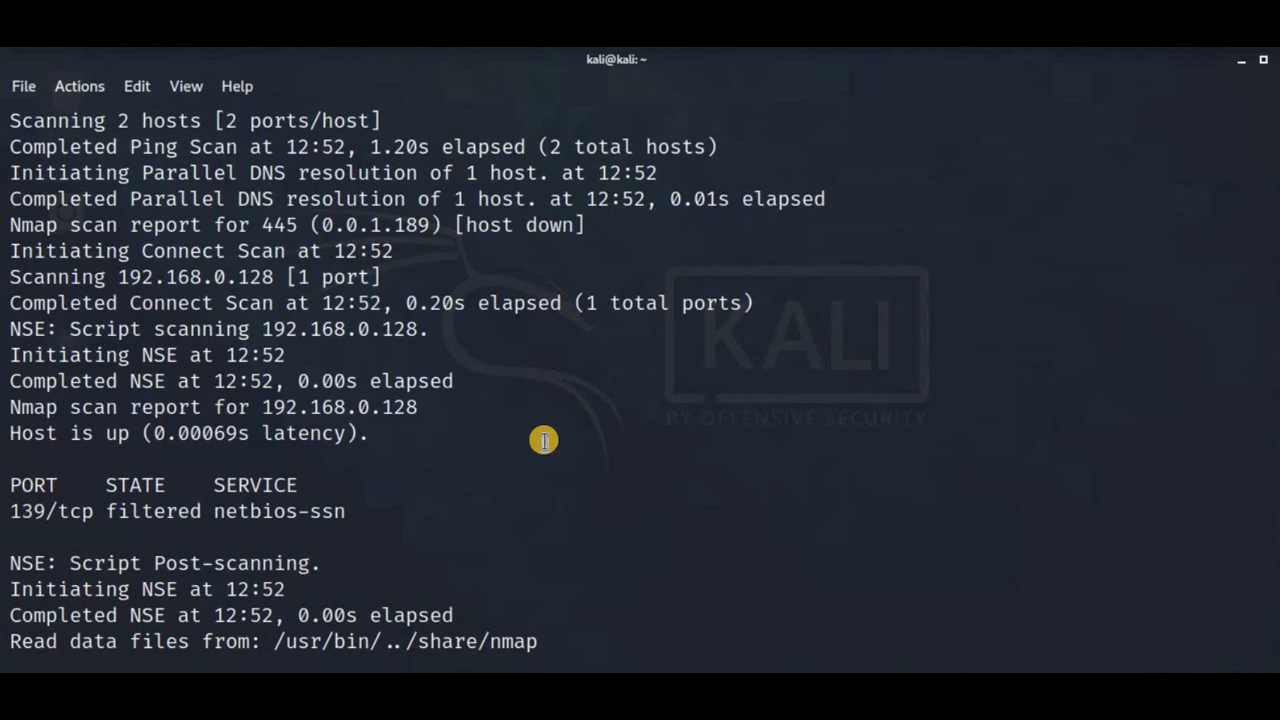 kali@kali:~
File Actions Edit View Help
Scanning 2 hosts [2 ports/host]
Completed Ping Scan at 12:52, 1.20s elapsed (2 total hosts)
Initiating Parallel DNS resolution of 1 host. at 12:52
Completed Parallel DNS resolution of 1 host. at 12:52, 0.01s elapsed
Nmap scan report for 445 (0.0.1.189) [host down]
Initiating Connect Scan at 12:52
Scanning 192.168.0.128 [1 port]
Completed Connect Scan at 12:52, 0.20s elapsed (1 total ports)
NSE: Script scanning 192.168.0.128.
Initiating NSE at 12:52
Completed NSE at 12:52, 0.00s elapsed
Nmap scan report for 192.168.0.128
Host is up (0.00069s latency).
PORT STATE SERVICE
139/tcp filtered netbios-ssn
NSE: Script Post-scanning.
Initiating NSE at 12:52
Completed NSE at 12:52, 0.00s elapsed
Read data files from: /usr/bin/../share/nmap
KALI
BY OFFENSIVE SECURITY